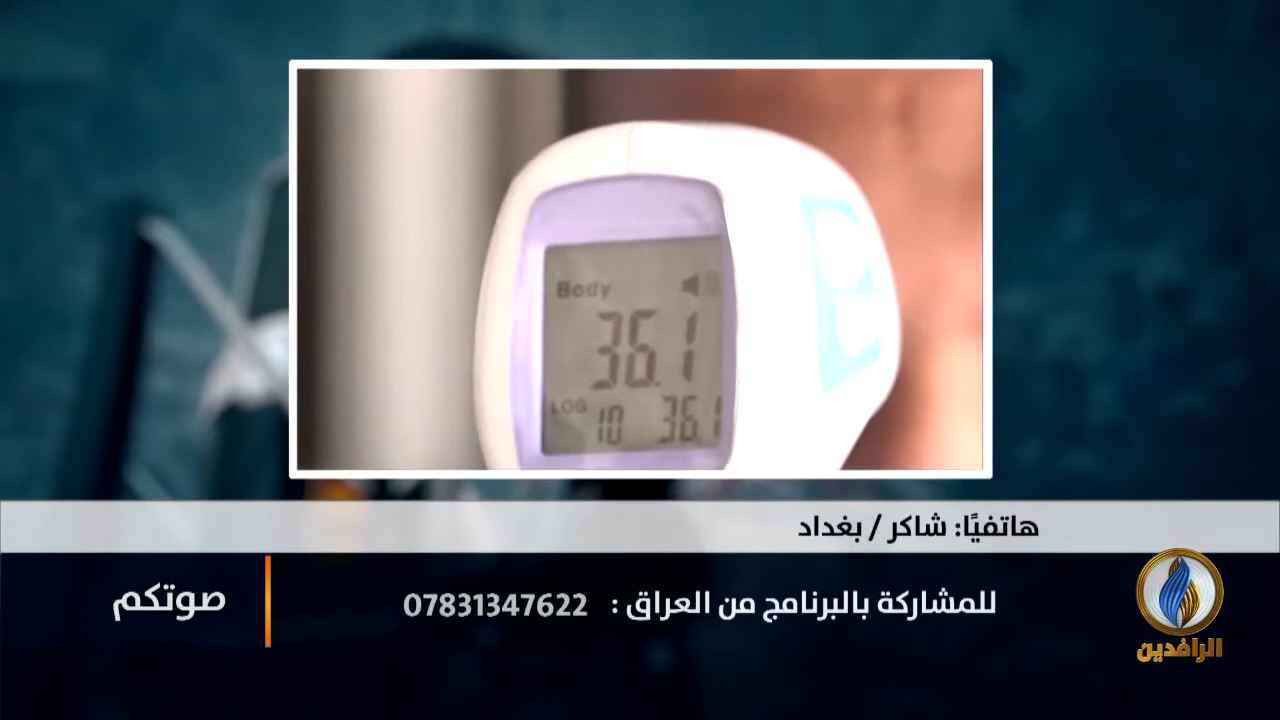 Body
36.1
LOG 10 36.1
هاتفيًا: شاكر / بغداد
للمشاركة بالبرنامج من العراق : 07831347622
صوتكم
الرافدين